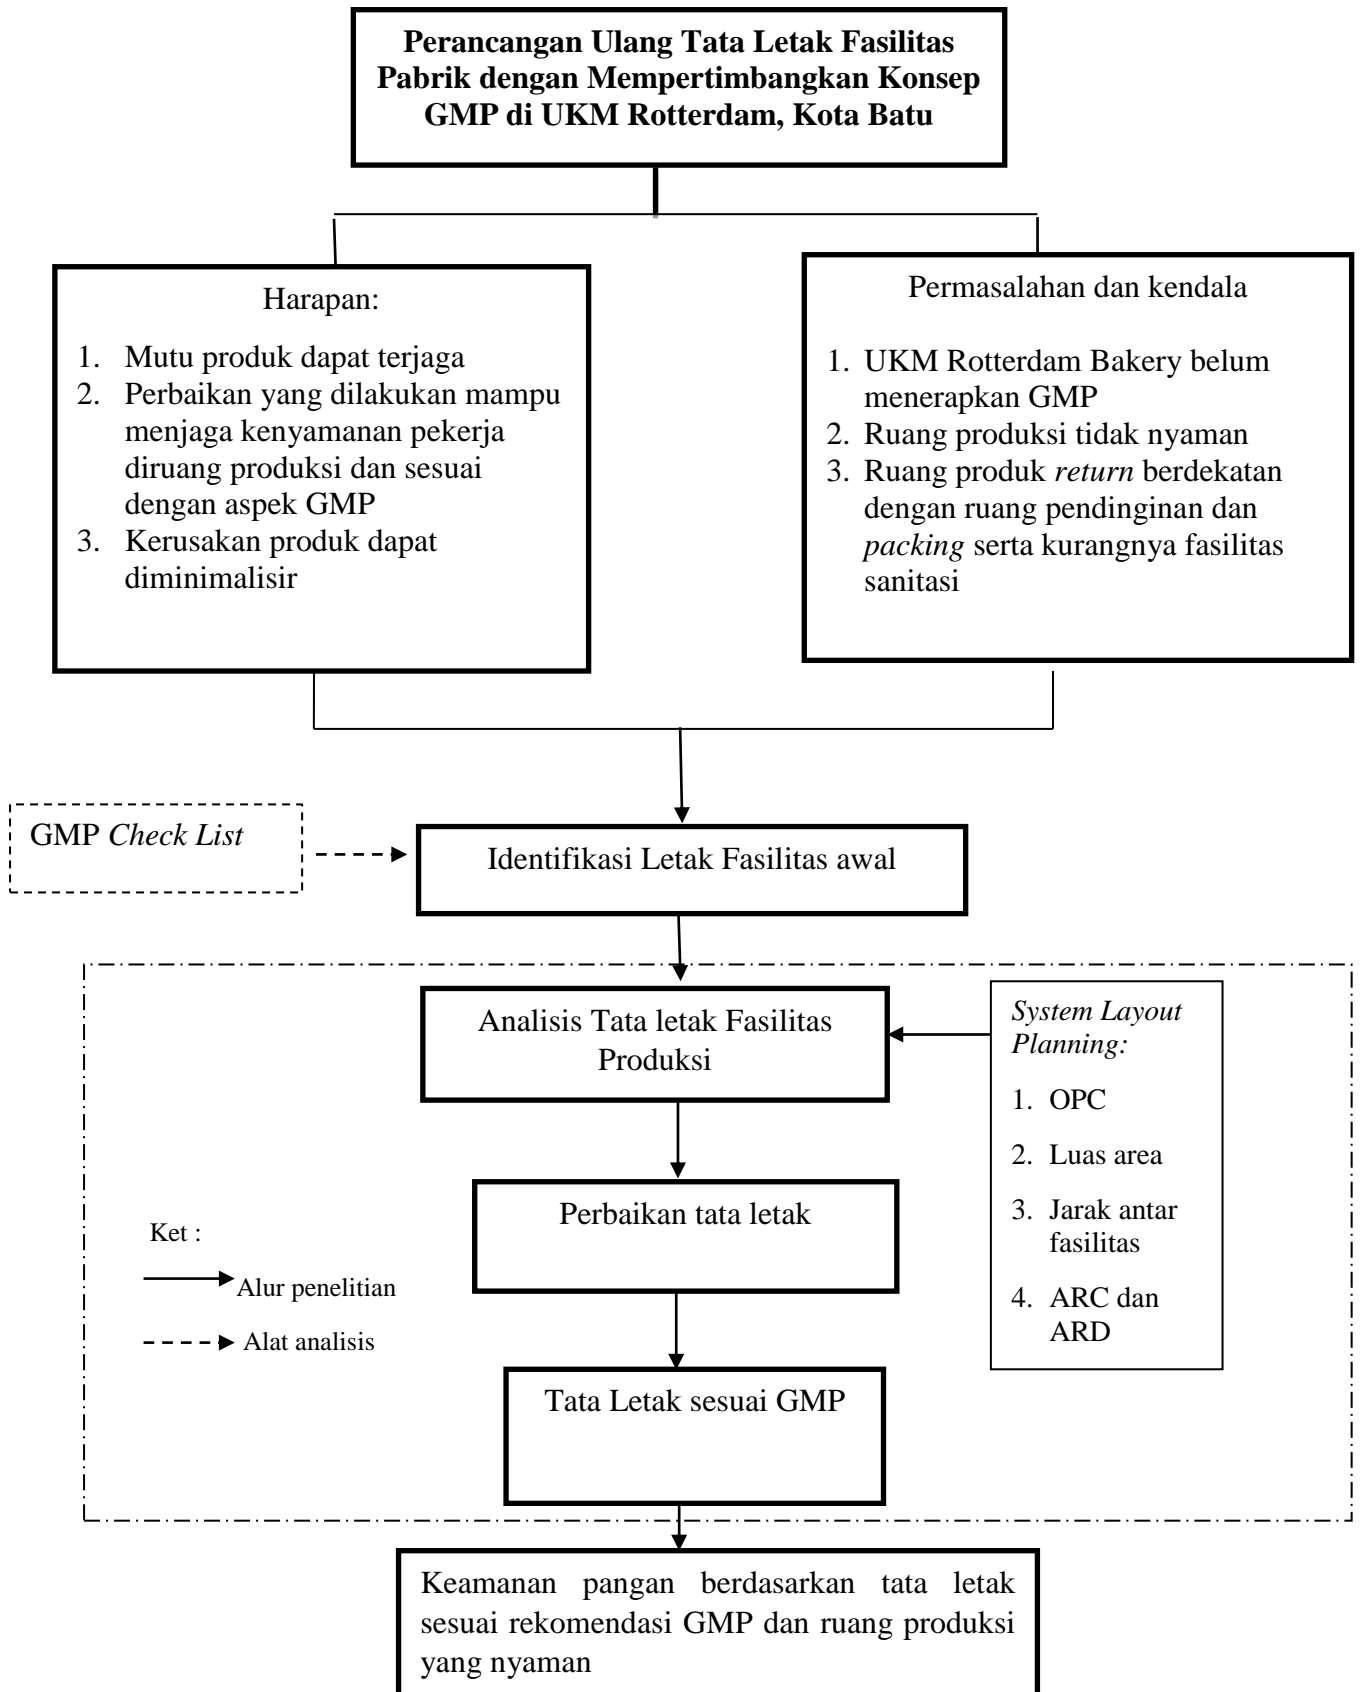 Perancangan Ulang Tata Letak Fasilitas
Pabrik dengan Mempertimbangkan Konsep
GMP di UKM Rotterdam, Kota Batu
Harapan:
1. Mutu produk dapat terjaga
2. Perbaikan yang dilakukan mampu
menjaga kenyamanan pekerja
diruang produksi dan sesuai
dengan aspek GMP
3. Kerusakan produk dapat
diminimalisir
Permasalahan dan kendala
1. UKM Rotterdam Bakery belum
menerapkan GMP
2. Ruang produksi tidak nyaman
3. Ruang produk return berdekatan
dengan ruang pendinginan dan
packing serta kurangnya fasilitas
sanitasi
GMP Check List
Identifikasi Letak Fasilitas awal
Analisis Tata letak Fasilitas
Produksi
System Layout
Planning:
1. OPC
2. Luas area
3. Jarak antar
fasilitas
4. ARC dan
ARD
Perbaikan tata letak
Ket :
Alur penelitian
Alat analisis
Tata Letak sesuai GMP
Keamanan pangan berdasarkan tata letak
sesuai rekomendasi GMP dan ruang produksi
yang nyaman